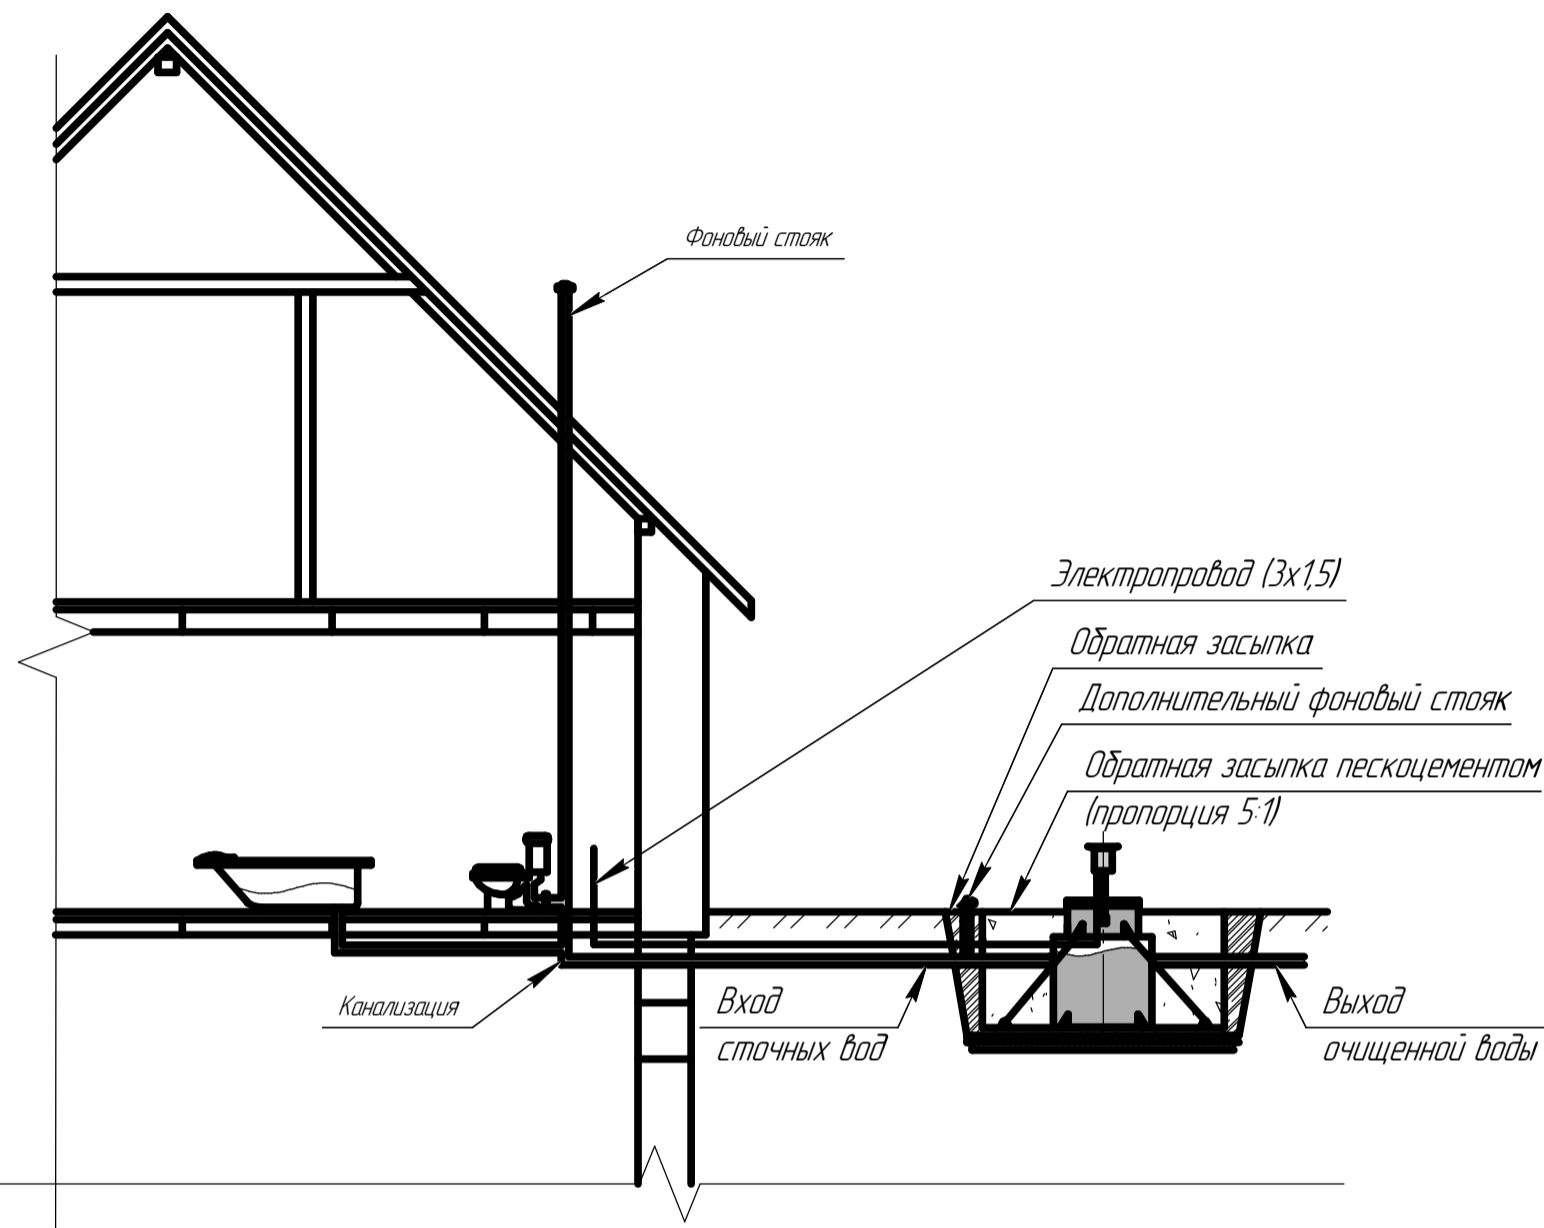 Фоновый стояк
Электропровод (3х1,5)
Обратная засыпка
Дополнительный фоновый стояк
Обратная засыпка пескоцементом
(пропорция 5:1)
Канализация
Вход
сточных вод
Выход
очищенной воды